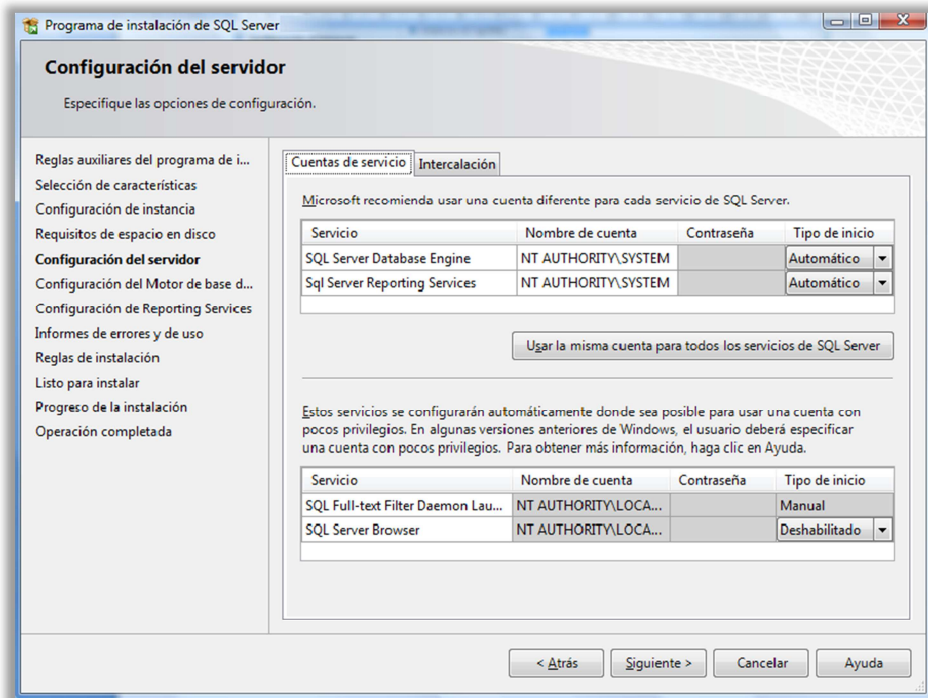 Programa de instalación de SQL Server
Configuración del servidor
Especifique las opciones de configuración.
Reglas auxiliares del programa de i...
Selección de características
Configuración de instancia
Requisitos de espacio en disco
Configuración del servidor
Configuración del Motor de base d...
Configuración de Reporting Services
Informes de errores y de uso
Reglas de instalación
Listo para instalar
Progreso de la instalación
Operación completada
Cuentas de servicio Intercalación
Microsoft recomienda usar una cuenta diferente para cada servicio de SQL Server.
Servicio Nombre de cuenta Contraseña Tipo de inicio
SQL Server Database Engine NT AUTHORITY\SYSTEM Automático
Sql Server Reporting Services NT AUTHORITY\SYSTEM Automático
Usar la misma cuenta para todos los servicios de SQL Server
Estos servicios se configurarán automáticamente donde sea posible para usar una cuenta con
pocos privilegios. En algunas versiones anteriores de Windows, el usuario deberá especificar
una cuenta con pocos privilegios. Para obtener más información, haga clic en Ayuda.
Servicio Nombre de cuenta Contraseña Tipo de inicio
SQL Full-text Filter Daemon Lau... NT AUTHORITY\LOCA... Manual
SQL Server Browser NT AUTHORITY\LOCA... Deshabilitado
< Atrás Siguiente > Cancelar Ayuda